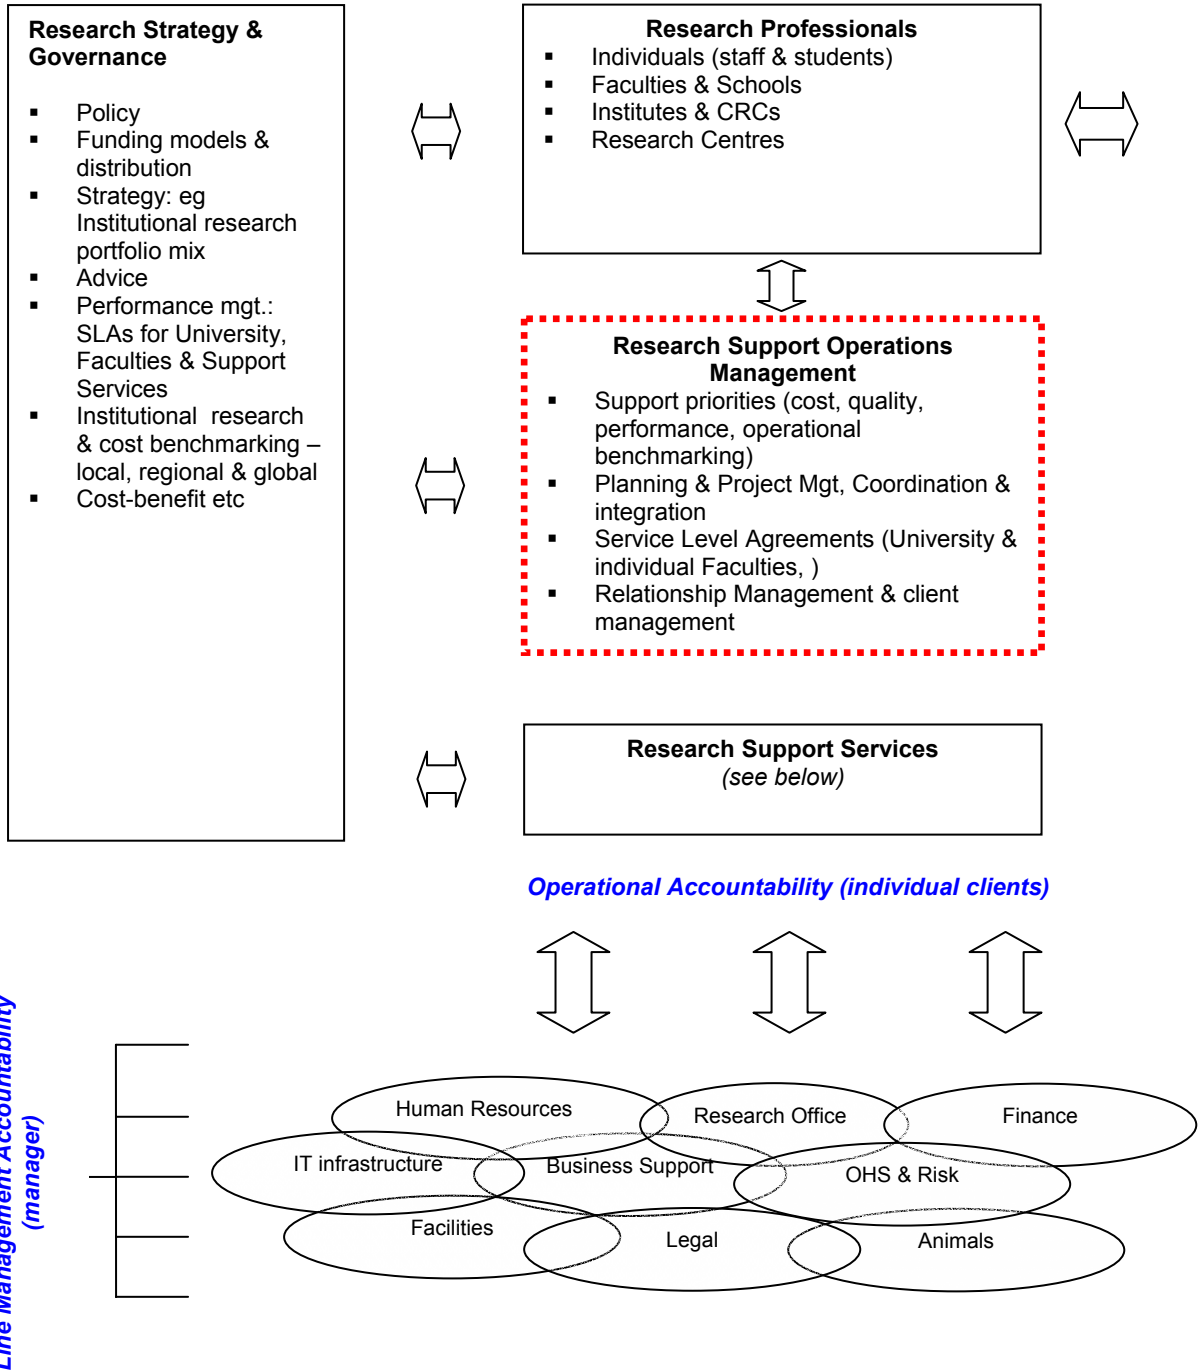 Research Strategy &
Governance
▪ Policy
▪ Funding models &
distribution
▪ Strategy: eg
Institutional research
portfolio mix
▪ Advice
▪ Performance mgt.:
SLAs for University,
Faculties & Support
Services
▪ Institutional research
& cost benchmarking –
local, regional & global
▪ Cost-benefit etc
Research Professionals
▪ Individuals (staff & students)
▪ Faculties & Schools
▪ Institutes & CRCs
▪ Research Centres
Research Support Operations
Management
▪ Support priorities (cost, quality,
performance, operational
benchmarking)
▪ Planning & Project Mgt, Coordination &
integration
▪ Service Level Agreements (University &
individual Faculties, )
▪ Relationship Management & client
management
Research Support Services
(see below)
Operational Accountability (individual clients)
Line Management Accountability
(manager)
Human Resources
Research Office
Finance
IT infrastructure
Business Support
OHS & Risk
Facilities
Legal
Animals